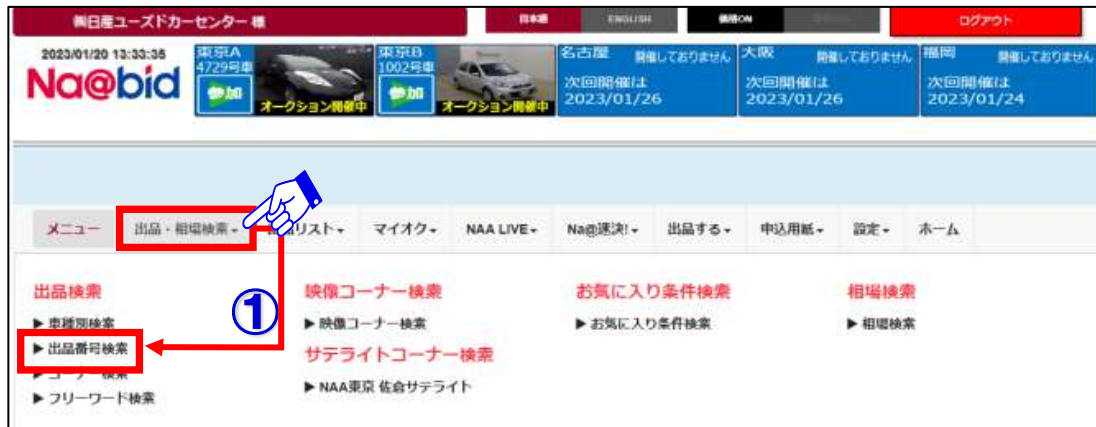 ㈱日産ユーズドカーセンター 様
日本語
ENGLISH
価格ON
ログアウト
2023/01/20 13:33:35
Na@bid
東京A
4729号車
参加
オークション開催中
東京B
1002号車
参加
オークション開催中
名古屋 開催しておりません
次回開催は
2023/01/26
大阪 開催しておりません
次回開催は
2023/01/26
福岡 開催しておりません
次回開催は
2023/01/24
メニュー
出品・相場検索
リスト
マイオク
NAA LIVE
Na@速決!
出品する
申込用紙
設定
ホーム
①
出品検索
▶ 車種別検索
▶ 出品番号検索
▶ コーナー検索
▶ フリーワード検索
映像コーナー検索
▶ 映像コーナー検索
サテライトコーナー検索
▶ NAA東京 佐倉サテライト
お気に入り条件検索
▶ お気に入り条件検索
相場検索
▶ 相場検索